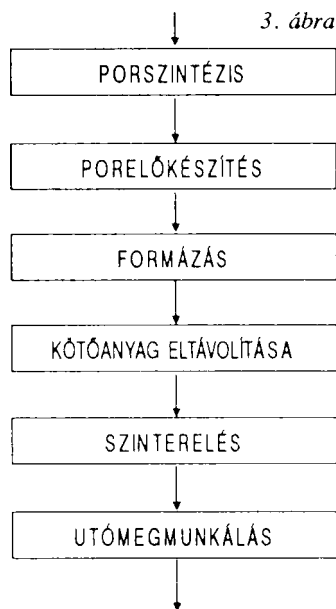 3. ábra
PORSZINTÉZIS
PORELŐKÉSZÍTÉS
FORMÁZÁS
KÖTŐANYAG ELTÁVOLÍTÁSA
SZINTERELÉS
UTÓMEGMUNKÁLÁS